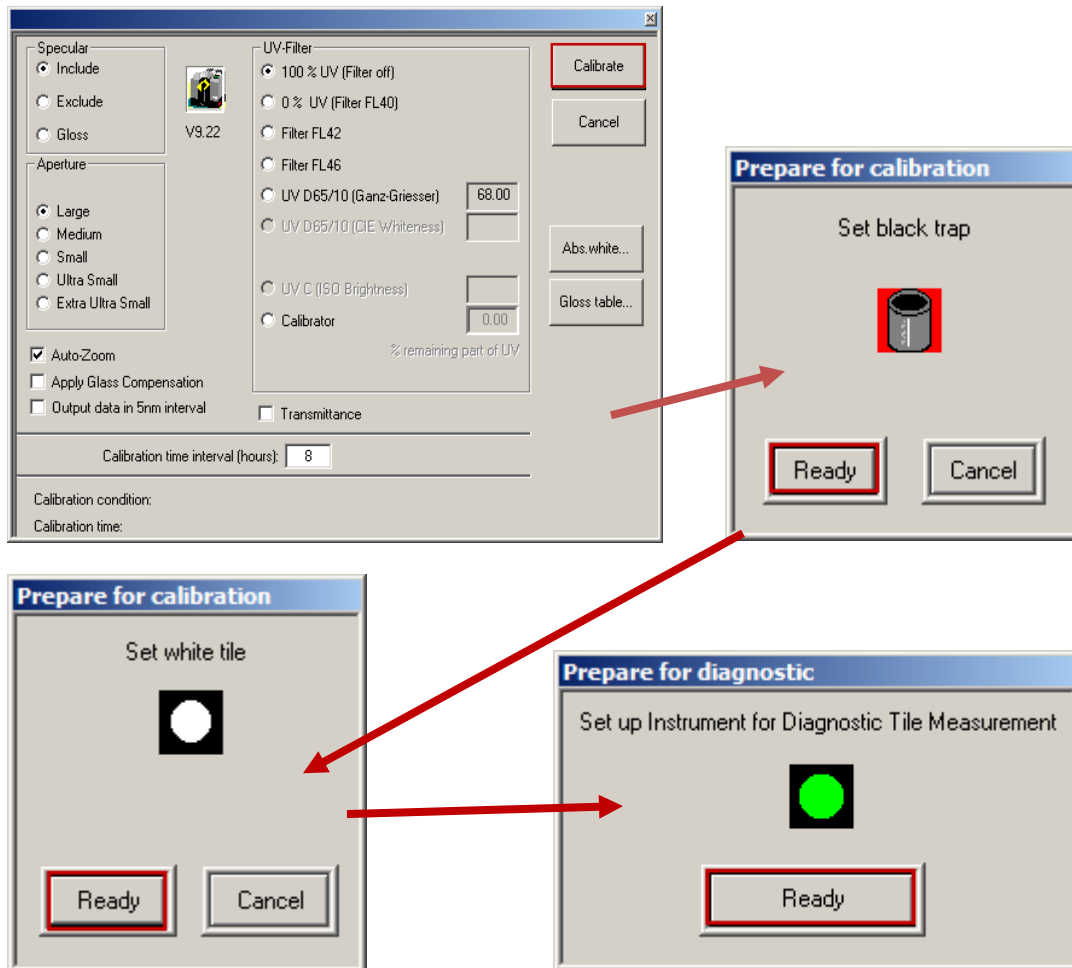 Specular
Include
Exclude
Gloss
V9.22
Aperture
Large
Medium
Small
Ultra Small
Extra Ultra Small
Auto-Zoom
Apply Glass Compensation
Output data in 5nm interval
UV-Filter
100 % UV (Filter off)
0 % UV (Filter FL40)
Filter FL42
Filter FL46
UV D65/10 (Ganz-Griesser) 68.00
UV D65/10 (CIE Whiteness)
UV C (ISO Brightness)
Calibrator 0.00
% remaining part of UV
Transmittance
Calibrate
Cancel
Abs.white...
Gloss table...
Calibration time interval (hours): 8
Calibration condition:
Calibration time:
Prepare for calibration
Set black trap
Ready Cancel
Prepare for calibration
Set white tile
Ready Cancel
Prepare for diagnostic
Set up Instrument for Diagnostic Tile Measurement
Ready